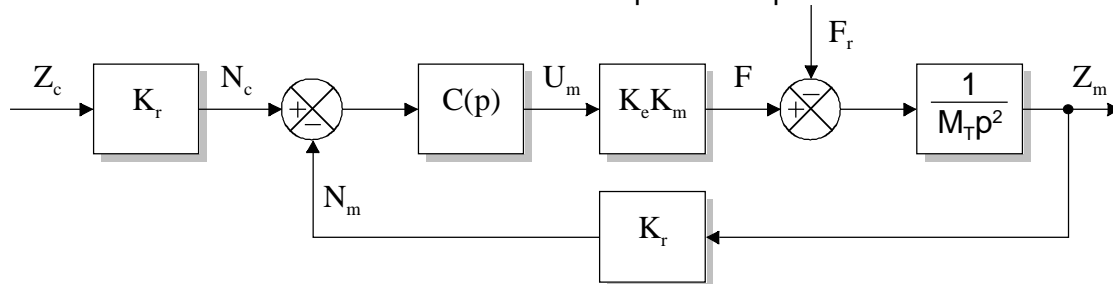 F_r
Z_c
K_r
N_c
+
−
C(p)
U_m
K_eK_m
F
+
−
1
M_Tp²
Z_m
N_m
K_r